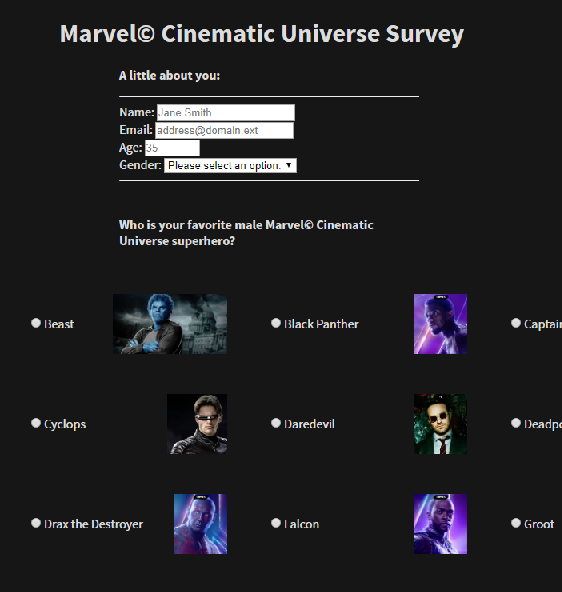 Marvel© Cinematic Universe Survey
A little about you:
Name: Jane Smith
Email: address@domain.ext
Age: 35
Gender: Please select an option.
Who is your favorite male Marvel© Cinematic
Universe superhero?
Beast
Black Panther
Captain
Cyclops
Daredevil
Deadpo
Drax the Destroyer
Falcon
Groot